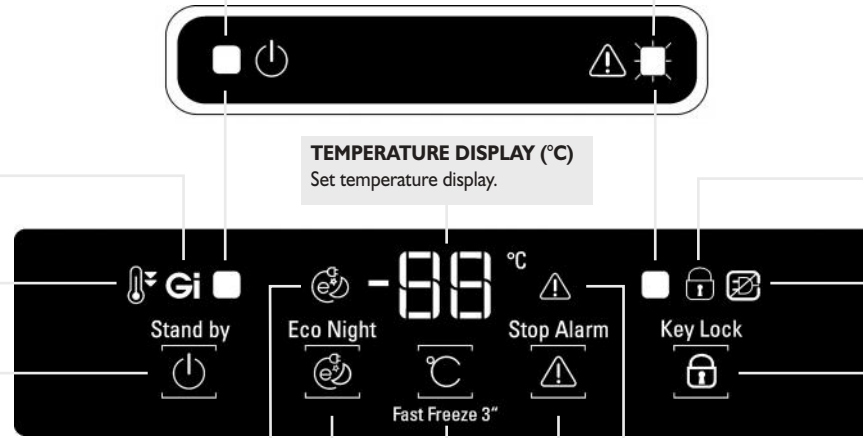 TEMPERATURE DISPLAY (°C)
Set temperature display.
Gi
-88 °C
Stand by
Eco Night
Stop Alarm
Key Lock
°C
Fast Freeze 3“